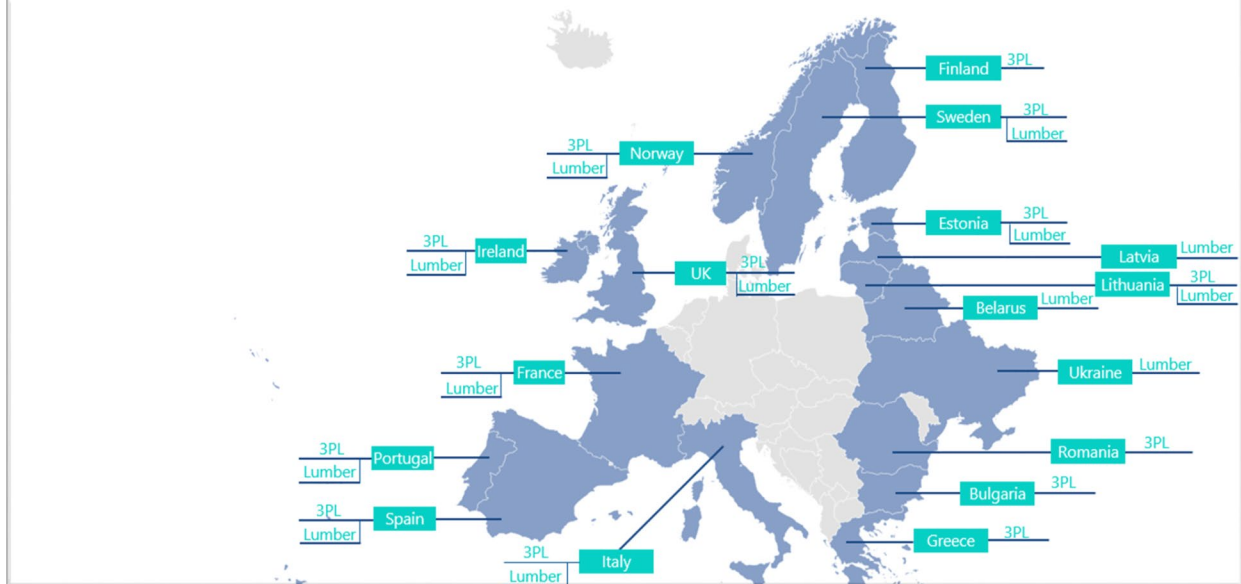 Finland 3PL
Sweden 3PL
Lumber
3PL Norway
Lumber
Estonia 3PL
Lumber
3PL Ireland
Lumber
Latvia Lumber
UK 3PL
Lumber
Lithuania 3PL
Lumber
Belarus Lumber
3PL France
Lumber
Ukraine Lumber
3PL Portugal
Lumber
Romania 3PL
Bulgaria 3PL
3PL Spain
Lumber
Greece 3PL
3PL Italy
Lumber